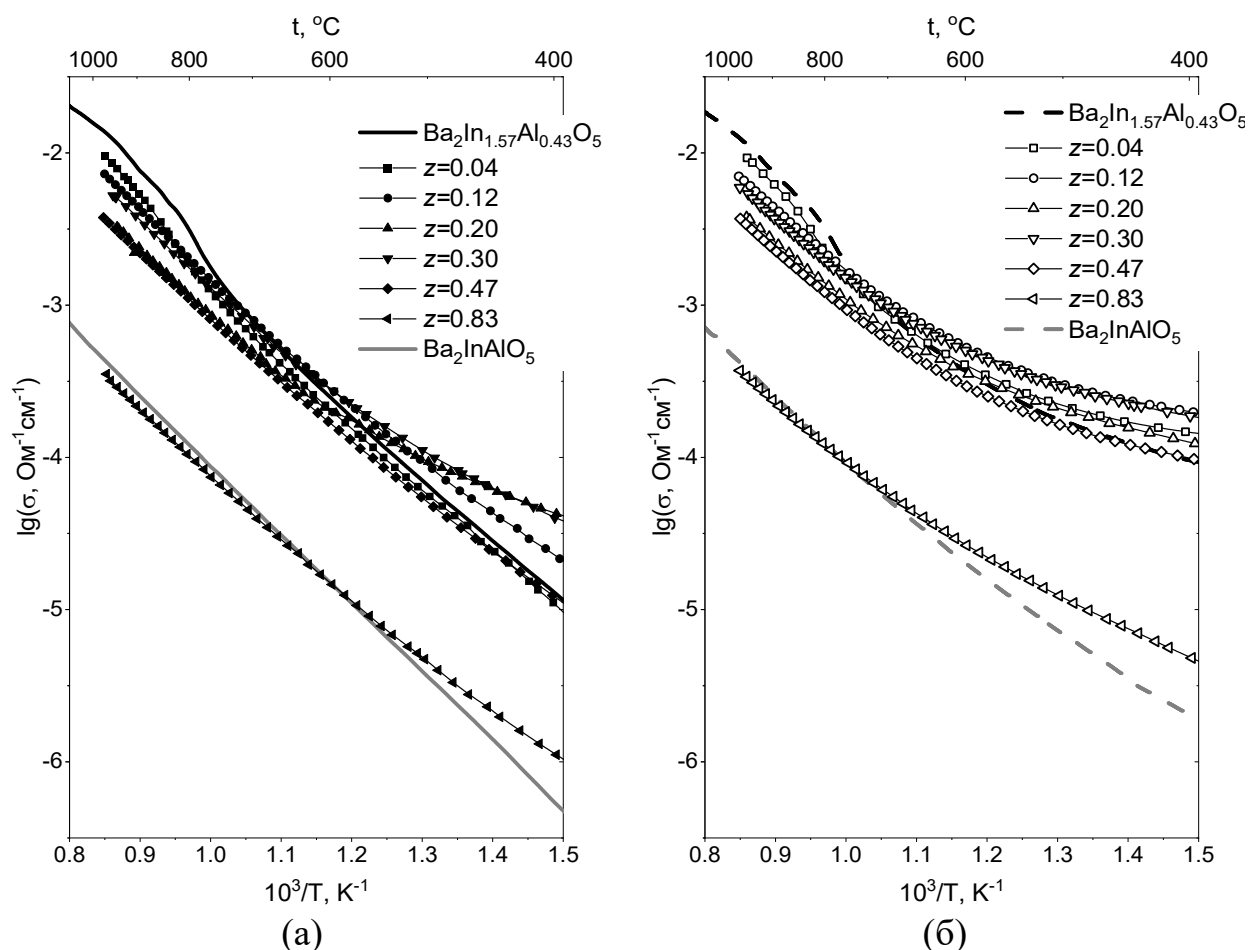 t, °C
1000 800 600 400
Ba₂In₁.₅₇Al₀.₄₃O₅
z=0.04
z=0.12
z=0.20
z=0.30
z=0.47
z=0.83
Ba₂InAlO₅
lg(σ, Ом⁻¹см⁻¹)
-2
-3
-4
-5
-6
0.8 0.9 1.0 1.1 1.2 1.3 1.4 1.5
10³/T, K⁻¹
(а)
t, °C
1000 800 600 400
Ba₂In₁.₅₇Al₀.₄₃O₅
z=0.04
z=0.12
z=0.20
z=0.30
z=0.47
z=0.83
Ba₂InAlO₅
lg(σ, Ом⁻¹см⁻¹)
-2
-3
-4
-5
-6
0.8 0.9 1.0 1.1 1.2 1.3 1.4 1.5
10³/T, K⁻¹
(б)